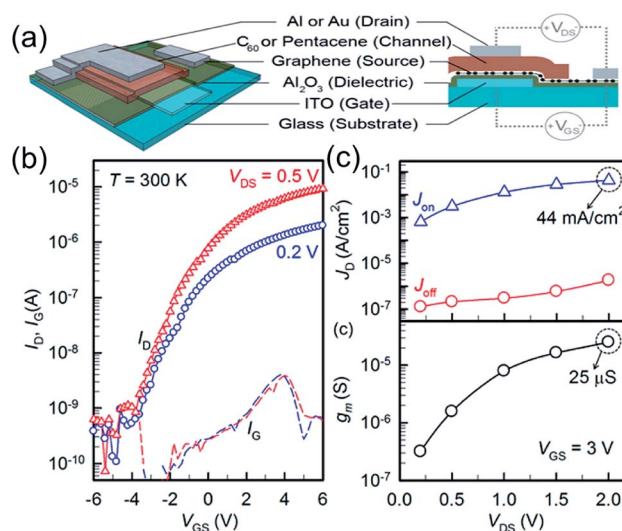 (a)
Al or Au (Drain)
C60 or Pentacene (Channel)
Graphene (Source)
Al2O3 (Dielectric)
ITO (Gate)
Glass (Substrate)
+VDS-
+VGS-
(b)
T = 300 K
VDS = 0.5 V
0.2 V
ID
IG
ID, IG(A)
10-5
10-6
10-7
10-8
10-9
10-10
-6 -4 -2 0 2 4 6
VGS (V)
(c)
Jon
44 mA/cm2
Joff
JD (A/cm2)
10-1
10-3
10-5
10-7
(c)
25 μS
VGS = 3 V
gm (S)
10-5
10-6
10-7
0.0 0.5 1.0 1.5 2.0
VDS (V)